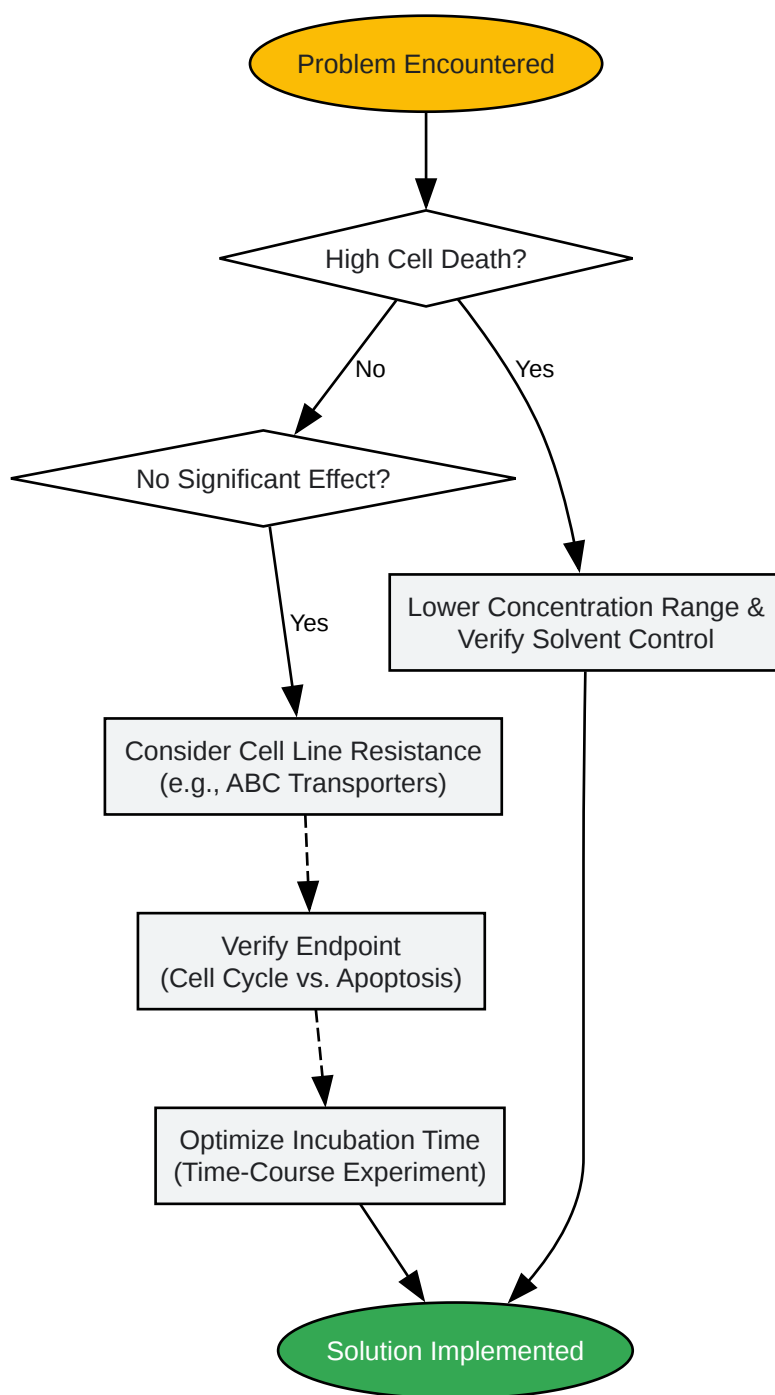 Problem Encountered
High Cell Death?
No
Yes
No Significant Effect?
Lower Concentration Range &
Verify Solvent Control
Yes
Consider Cell Line Resistance
(e.g., ABC Transporters)
Verify Endpoint
(Cell Cycle vs. Apoptosis)
Optimize Incubation Time
(Time-Course Experiment)
Solution Implemented